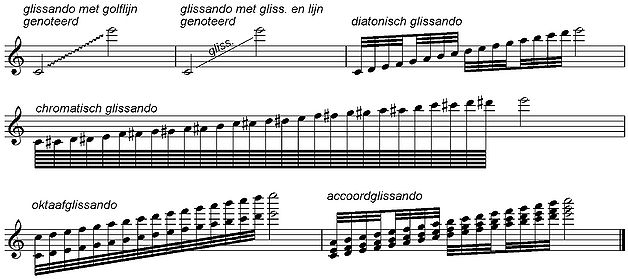 glissando met golflijn
genoteerd
glissando met gliss. en lijn
genoteerd
diatonisch glissando
gliss.
chromatisch glissando
C C# D D# E F F# G G# A A# B C C# D D# E F F# G G# A A# B C C# D D# E
oktaafglissando
accoordglissando